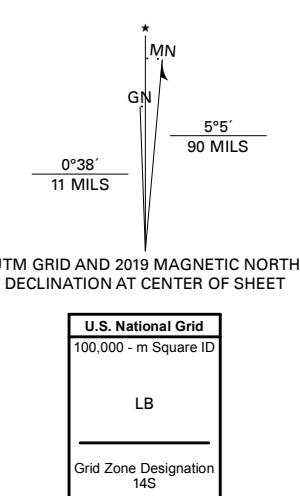 MN
GN
5°5´
90 MILS
0°38´
11 MILS
UTM GRID AND 2019 MAGNETIC NORTH
DECLINATION AT CENTER OF SHEET
U.S. National Grid
100,000 - m Square ID
LB
Grid Zone Designation
14S